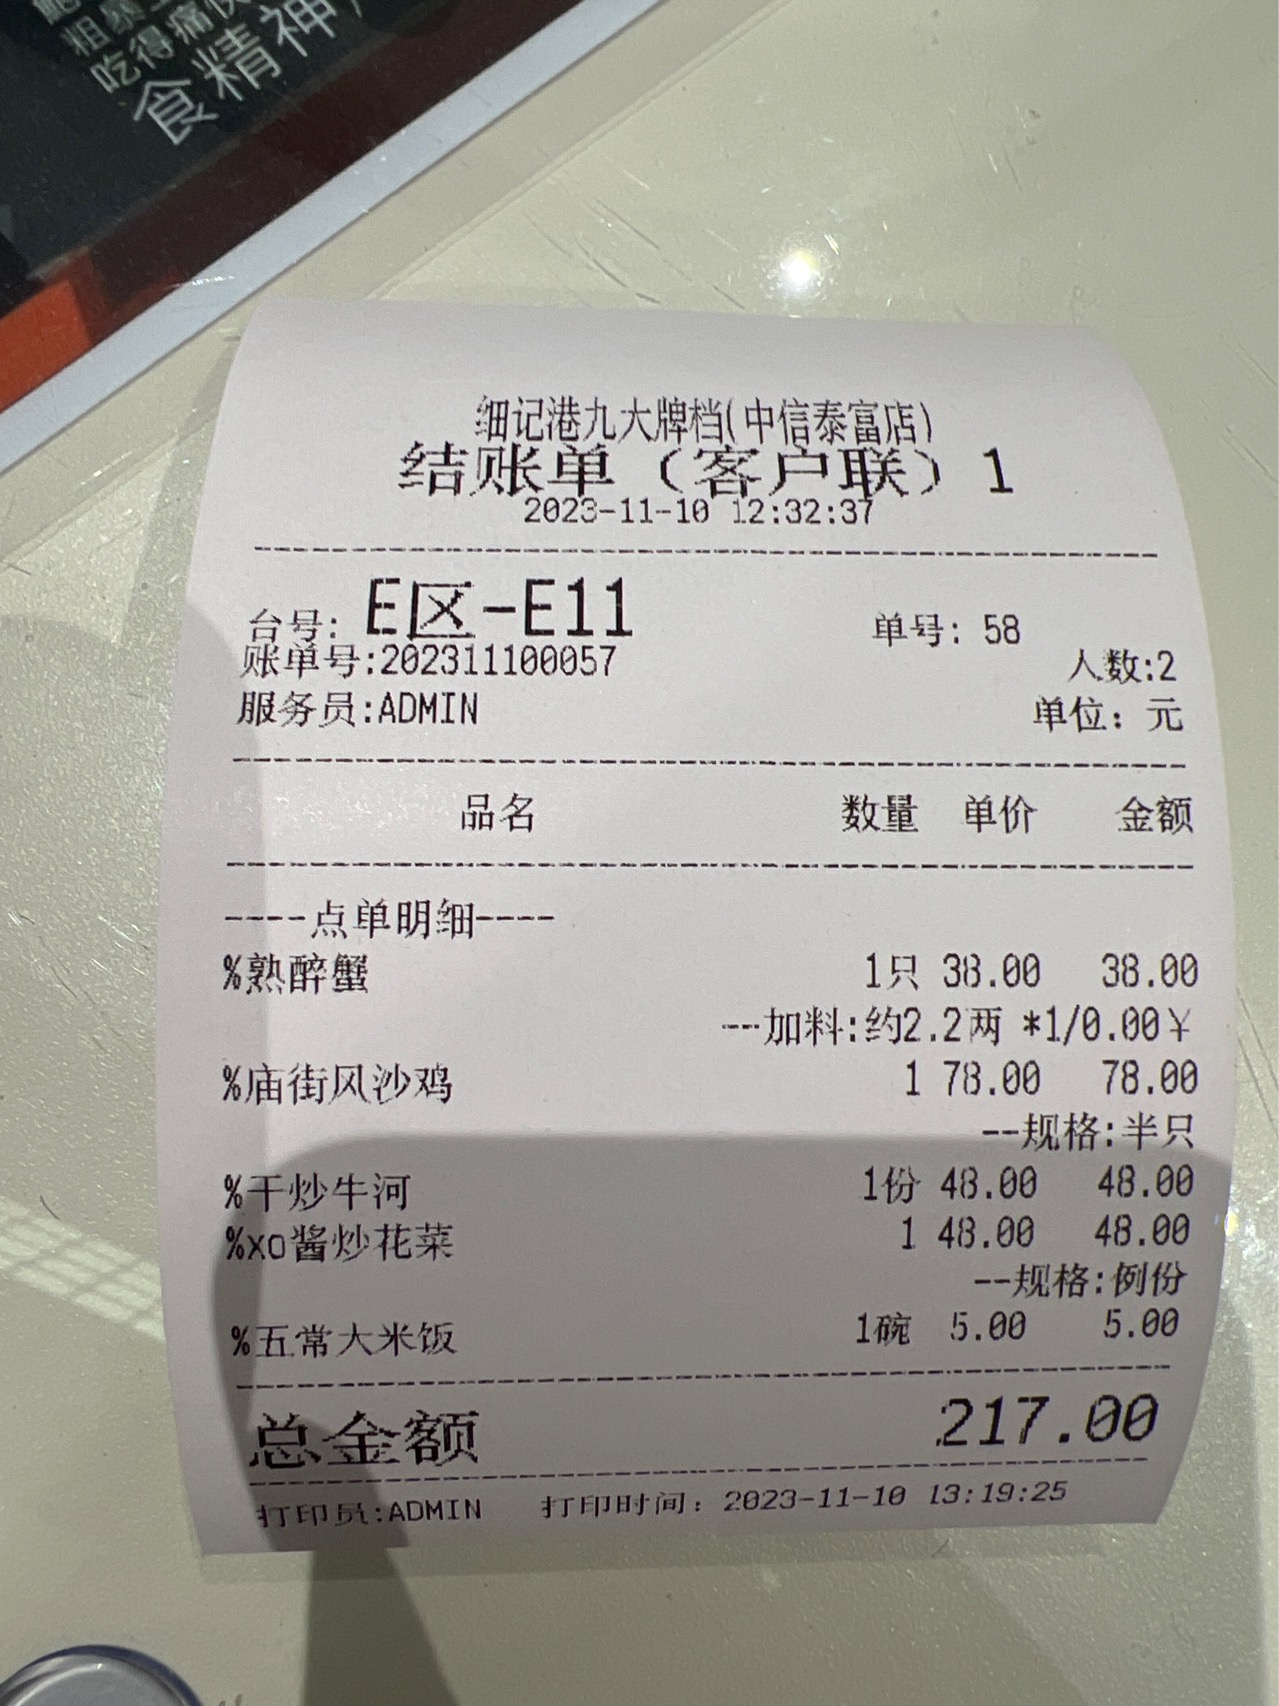 粗暴
吃得痛快
食精神
细记港九大牌档(中信泰富店)
结账单（客户联）1
2023-11-10 12:32:37
台号: E区-E11 单号: 58
账单号:202311100057 人数:2
服务员:ADMIN 单位: 元
品名 数量 单价 金额
----点单明细----
%熟醉蟹 1只 38.00 38.00
--加料:约2.2两 *1/0.00¥
%庙街风沙鸡 1 78.00 78.00
--规格:半只
%干炒牛河 1份 48.00 48.00
%xo酱炒花菜 1 48.00 48.00
--规格:例份
%五常大米饭 1碗 5.00 5.00
总金额 217.00
打印员:ADMIN 打印时间: 2023-11-10 13:19:25